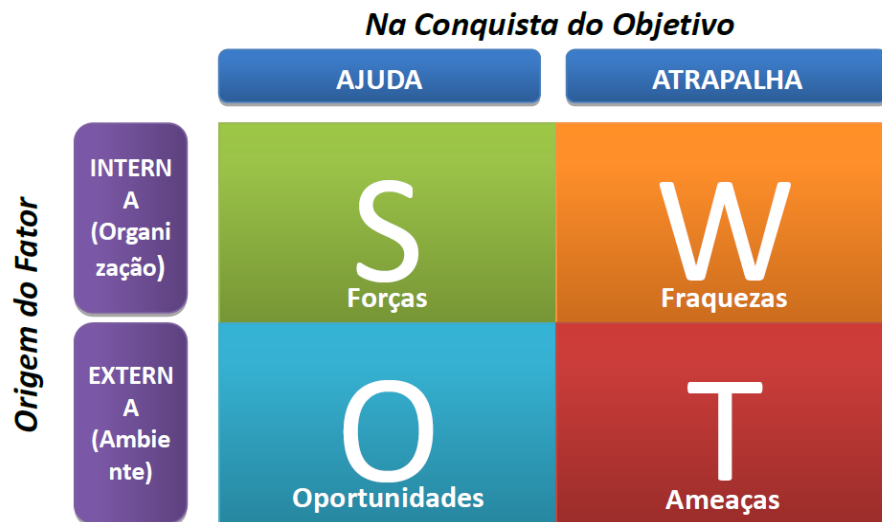 Na Conquista do Objetivo
AJUDA
ATRAPALHA
Origem do Fator
INTERN
A
(Organi
zação)
S
Forças
W
Fraquezas
EXTERN
A
(Ambie
nte)
O
Oportunidades
T
Ameaças